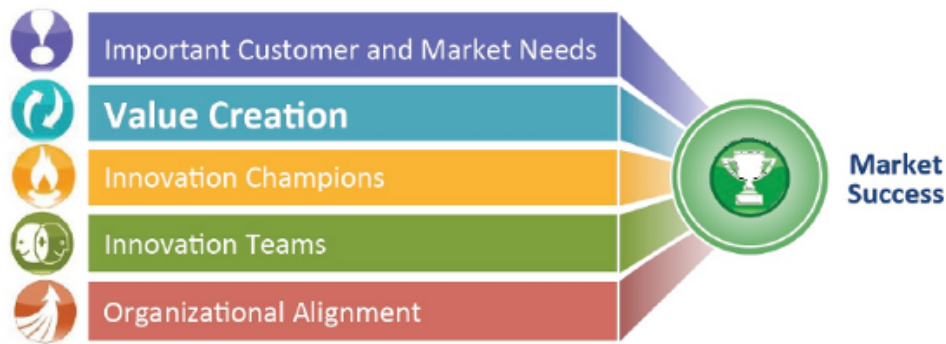 Important Customer and Market Needs
Value Creation
Innovation Champions
Innovation Teams
Organizational Alignment
Market
Success